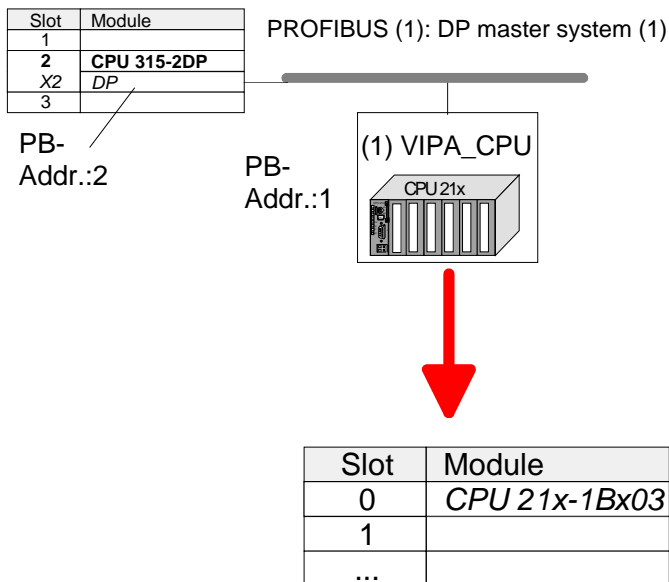 Slot Module
1
2 CPU 315-2DP
X2 DP
3
PROFIBUS (1): DP master system (1)
PB-
Addr.:2
PB-
Addr.:1
(1) VIPA_CPU
CPU 21x
Slot Module
0 CPU 21x-1Bx03
1
...